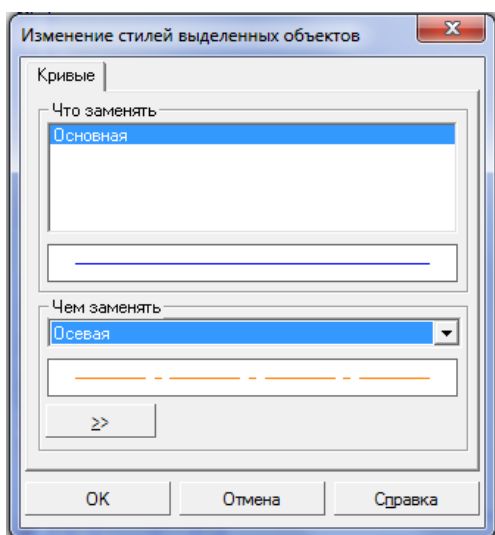 Изменение стилей выделенных объектов
Кривые
Что заменять
Основная
Чем заменять
Осевая
>>
OK
Отмена
Справка